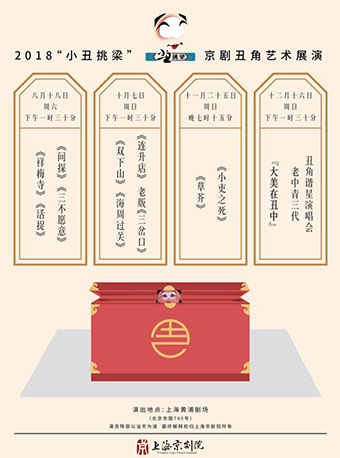 2018“小丑挑梁” 京剧丑角艺术展演
八月十八日
周六
下午一时三十分
《问探》《三不愿意》
《祥梅寺》《活捉》
十月七日
周日
下午一时三十分
《连升店》 老版《三岔口》
《双下山》《海周过关》
十一月二十五日
周日
晚七时十五分
《小吏之死》
《草芥》
十二月十六日
周日
下午一时三十分
丑角谐星演唱会
老中青三代
『大美在丑中』
演出地点：上海黄浦剧场
(北京东路780号)
演员阵容以当天为准 最终解释权归上海京剧院所有
上海京剧院